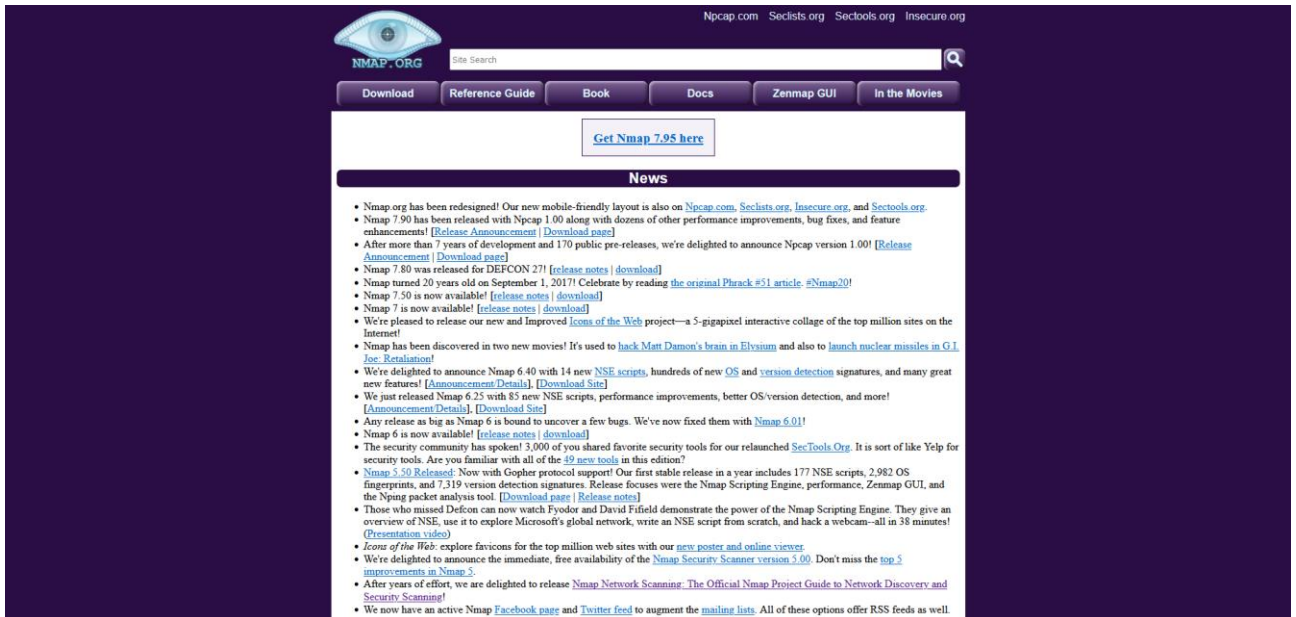 Npcap.com Seclists.org Sectools.org Insecure.org
NMAP.ORG
Site Search
Download Reference Guide Book Docs Zenmap GUI In the Movies
Get Nmap 7.95 here
News
• Nmap.org has been redesigned! Our new mobile-friendly layout is also on Npcap.com, Seclists.org, Insecure.org, and Sectools.org.
• Nmap 7.90 has been released with Npcap 1.00 along with dozens of other performance improvements, bug fixes, and feature
enhancements! [Release Announcement | Download page]
• After more than 7 years of development and 170 public pre-releases, we're delighted to announce Npcap version 1.00! [Release
Announcement | Download page]
• Nmap 7.80 was released for DEFCON 27! [release notes | download]
• Nmap turned 20 years old on September 1, 2017! Celebrate by reading the original Phrack #51 article. #Nmap20!
• Nmap 7.50 is now available! [release notes | download]
• Nmap 7 is now available! [release notes | download]
• We're pleased to release our new and Improved Icons of the Web project—a 5-gigapixel interactive collage of the top million sites on the
Internet!
• Nmap has been discovered in two new movies! It's used to hack Matt Damon's brain in Elysium and also to launch nuclear missiles in G.I.
Joe: Retaliation!
• We're delighted to announce Nmap 6.40 with 14 new NSE scripts, hundreds of new OS and version detection signatures, and many great
new features! [Announcement/Details], [Download Site]
• We just released Nmap 6.25 with 85 new NSE scripts, performance improvements, better OS/version detection, and more!
[Announcement/Details], [Download Site]
• Any release as big as Nmap 6 is bound to uncover a few bugs. We've now fixed them with Nmap 6.01!
• Nmap 6 is now available! [release notes | download]
• The security community has spoken! 3,000 of you shared favorite security tools for our relaunched SecTools.Org. It is sort of like Yelp for
security tools. Are you familiar with all of the 49 new tools in this edition?
• Nmap 5.50 Released: Now with Gopher protocol support! Our first stable release in a year includes 177 NSE scripts, 2,982 OS
fingerprints, and 7,319 version detection signatures. Release focuses were the Nmap Scripting Engine, performance, Zenmap GUI, and
the Nping packet analysis tool. [Download page | Release notes]
• Those who missed Defcon can now watch Fyodor and David Fifield demonstrate the power of the Nmap Scripting Engine. They give an
overview of NSE, use it to explore Microsoft's global network, write an NSE script from scratch, and hack a webcam--all in 38 minutes!
(Presentation video)
• Icons of the Web: explore favicons for the top million web sites with our new poster and online viewer.
• We're delighted to announce the immediate, free availability of the Nmap Security Scanner version 5.00. Don't miss the top 5
improvements in Nmap 5.
• After years of effort, we are delighted to release Nmap Network Scanning: The Official Nmap Project Guide to Network Discovery and
Security Scanning!
• We now have an active Nmap Facebook page and Twitter feed to augment the mailing lists. All of these options offer RSS feeds as well.